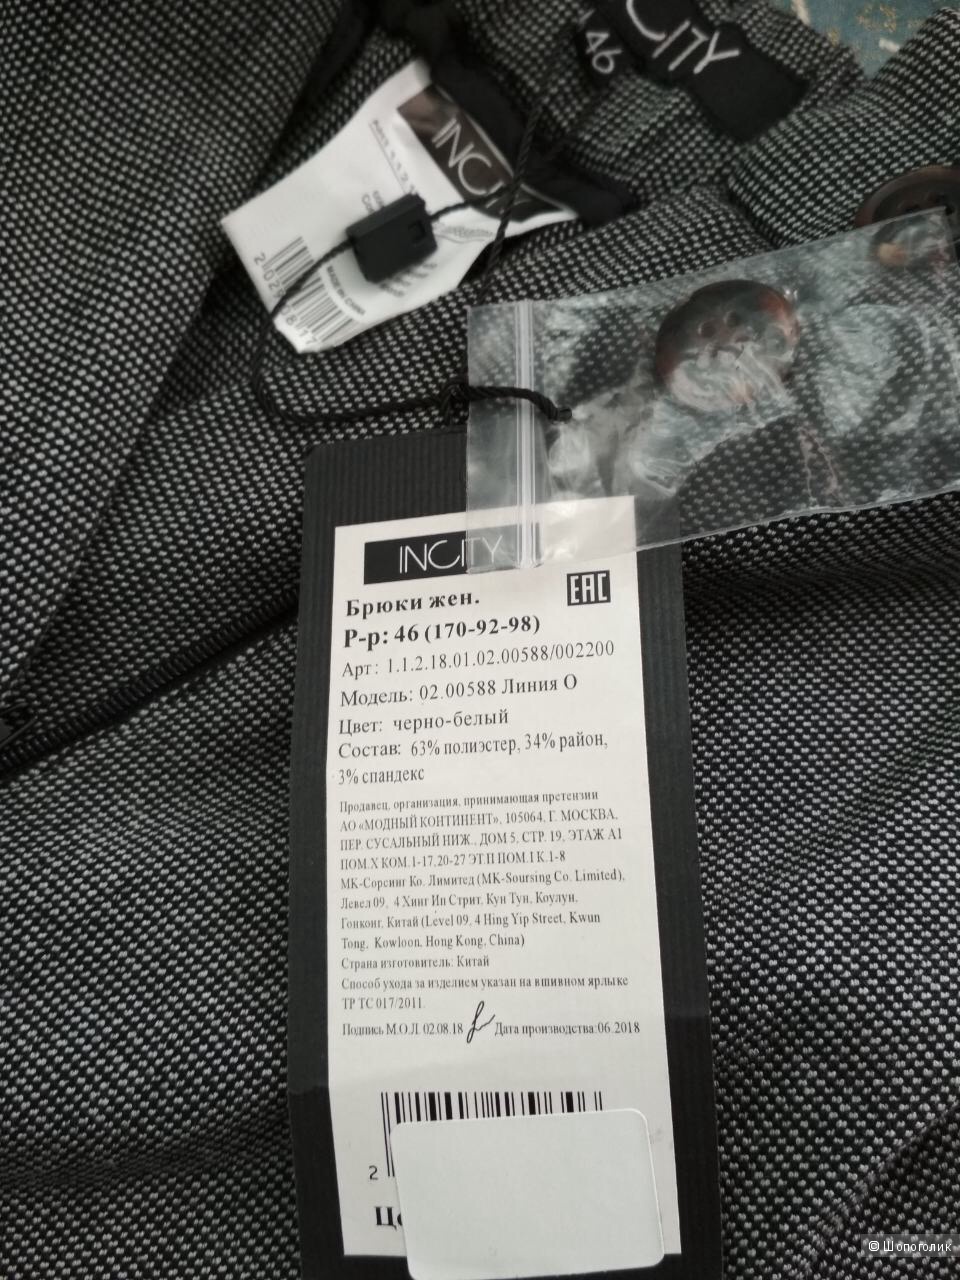 CITY
46
INCI
MADE IN CHINA
INCITY
EAC
Брюки жен.
Р-р: 46 (170-92-98)
Арт: 1.1.2.18.01.02.00588/002200
Модель: 02.00588 Линия О
Цвет: черно-белый
Состав: 63% полиэстер, 34% район,
3% спандекс
Продавец, организация, принимающая претензии
АО «МОДНЫЙ КОНТИНЕНТ», 105064, Г. МОСКВА,
ПЕР. СУСАЛЬНЫЙ НИЖ., ДОМ 5, СТР. 19, ЭТАЖ А1
ПОМ.Х КОМ.1-17,20-27 ЭТ.П ПОМ.I К.1-8
МК-Сорсинг Ко. Лимитед (MK-Soursing Co. Limited),
Левел 09, 4 Хинг Ип Стрит, Кун Тун, Коулун,
Гонконг, Китай (Level 09, 4 Hing Yip Street, Kwun
Tong, Kowloon, Hong Kong, China)
Страна изготовитель: Китай
Способ ухода за изделием указан на вшивном ярлыке
ТР ТС 017/2011.
Подпись М.О.Л. 02.08.18 Дата производства:06.2018
2
Це
© Шопоголик